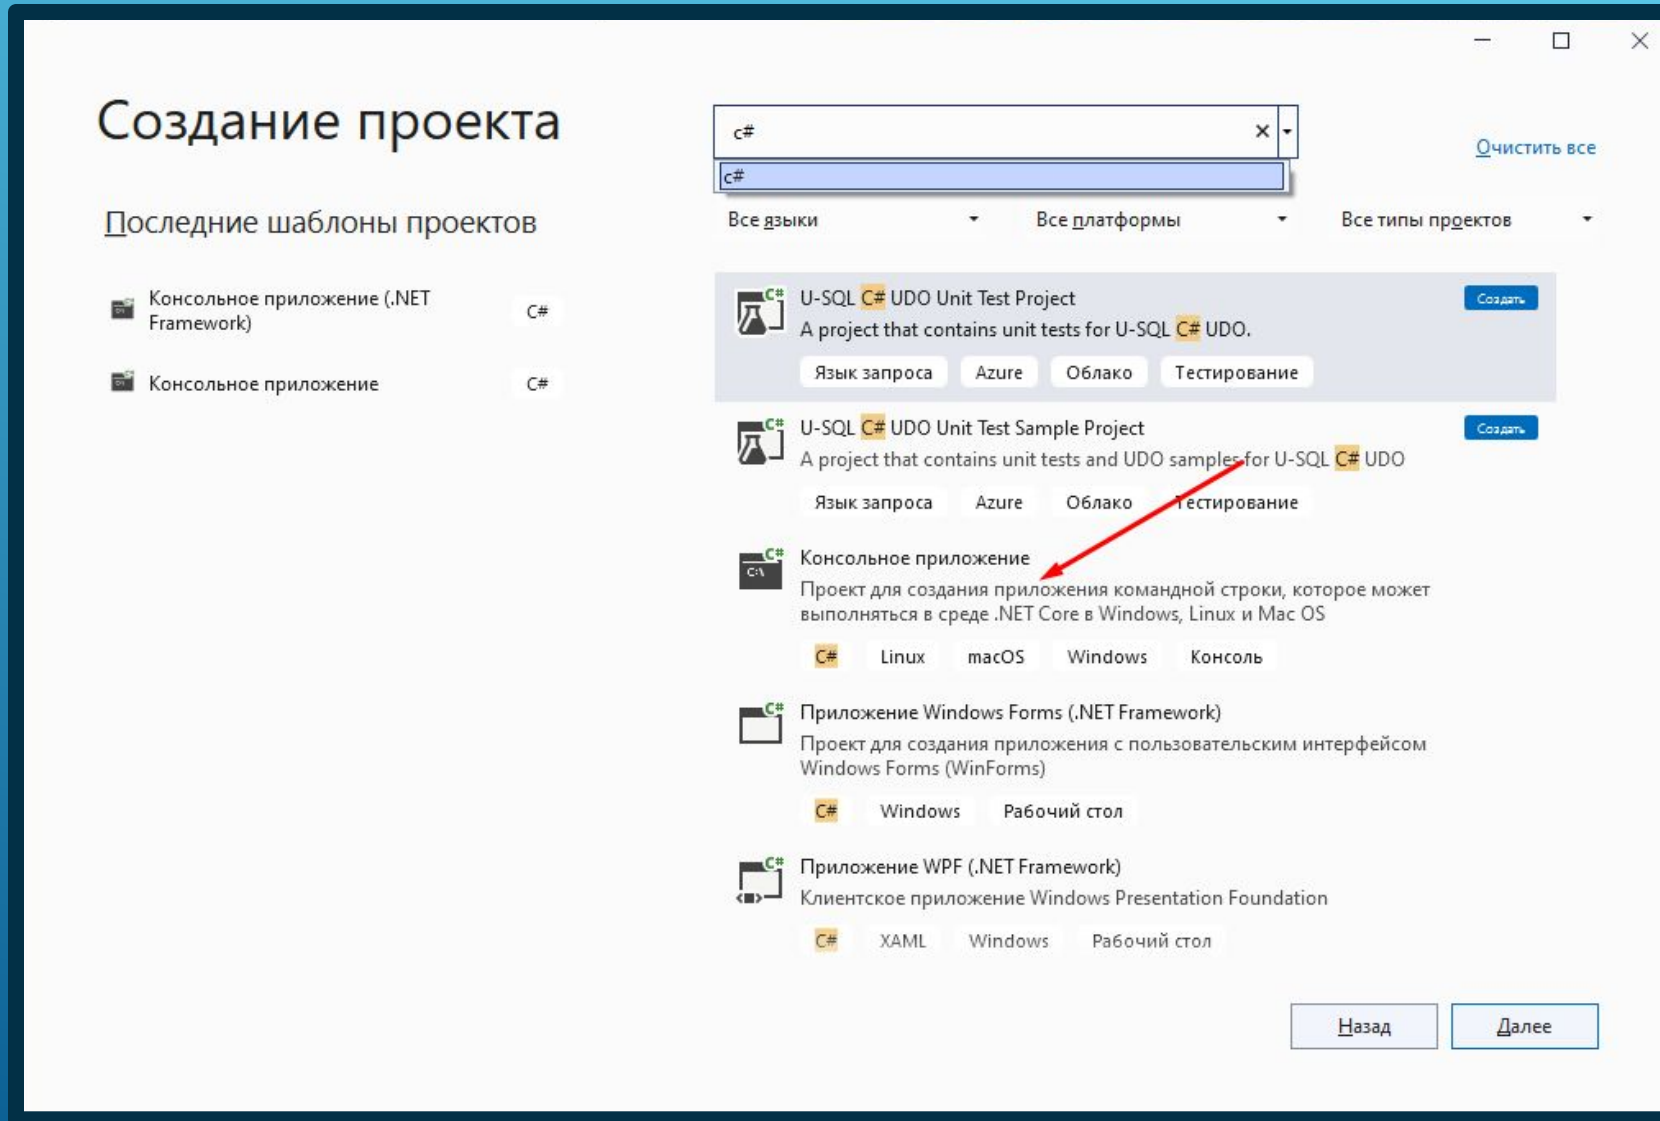 Создание проекта
c#
c#
Очистить все
Последние шаблоны проектов
Все языки
Все платформы
Все типы проектов
Консольное приложение (.NET
Framework)
C#
Консольное приложение
C#
C#
U-SQL C# UDO Unit Test Project
Создать
A project that contains unit tests for U-SQL C# UDO.
Язык запроса
Azure
Облако
Тестирование
C#
U-SQL C# UDO Unit Test Sample Project
Создать
A project that contains unit tests and UDO samples for U-SQL C# UDO
Язык запроса
Azure
Облако
Тестирование
C#
C:\
Консольное приложение
Проект для создания приложения командной строки, которое может
выполняться в среде .NET Core в Windows, Linux и Mac OS
C#
Linux
macOS
Windows
Консоль
C#
Приложение Windows Forms (.NET Framework)
Проект для создания приложения с пользовательским интерфейсом
Windows Forms (WinForms)
C#
Windows
Рабочий стол
C#
Приложение WPF (.NET Framework)
Клиентское приложение Windows Presentation Foundation
C#
XAML
Windows
Рабочий стол
Назад
Далее